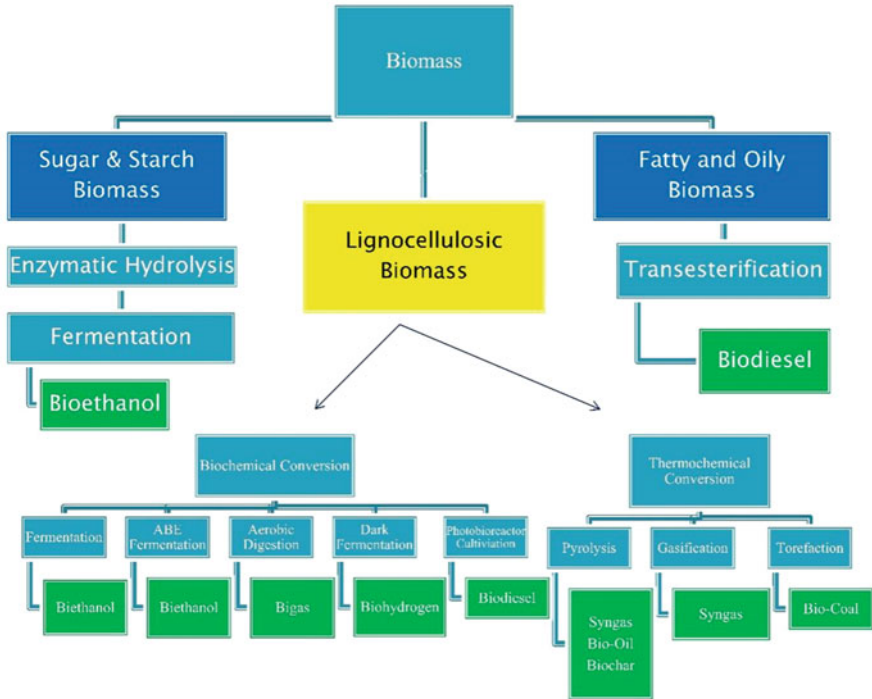 Biomass
Sugar & Starch
Biomass
Lignocellulosic
Biomass
Fatty and Oily
Biomass
Enzymatic Hydrolysis
Transesterification
Fermentation
Biodiesel
Bioethanol
Biochemical Conversion
Thermochemical
Conversion
Fermentation
ABE
Fermentation
Aerobic
Digestion
Dark
Fermentation
Photobioreactor
Cultiviation
Pyrolysis
Gasification
Torefaction
Biethanol
Biethanol
Bigas
Biohydrogen
Biodiesel
Syngas
Bio-Oil
Biochar
Syngas
Bio-Coal